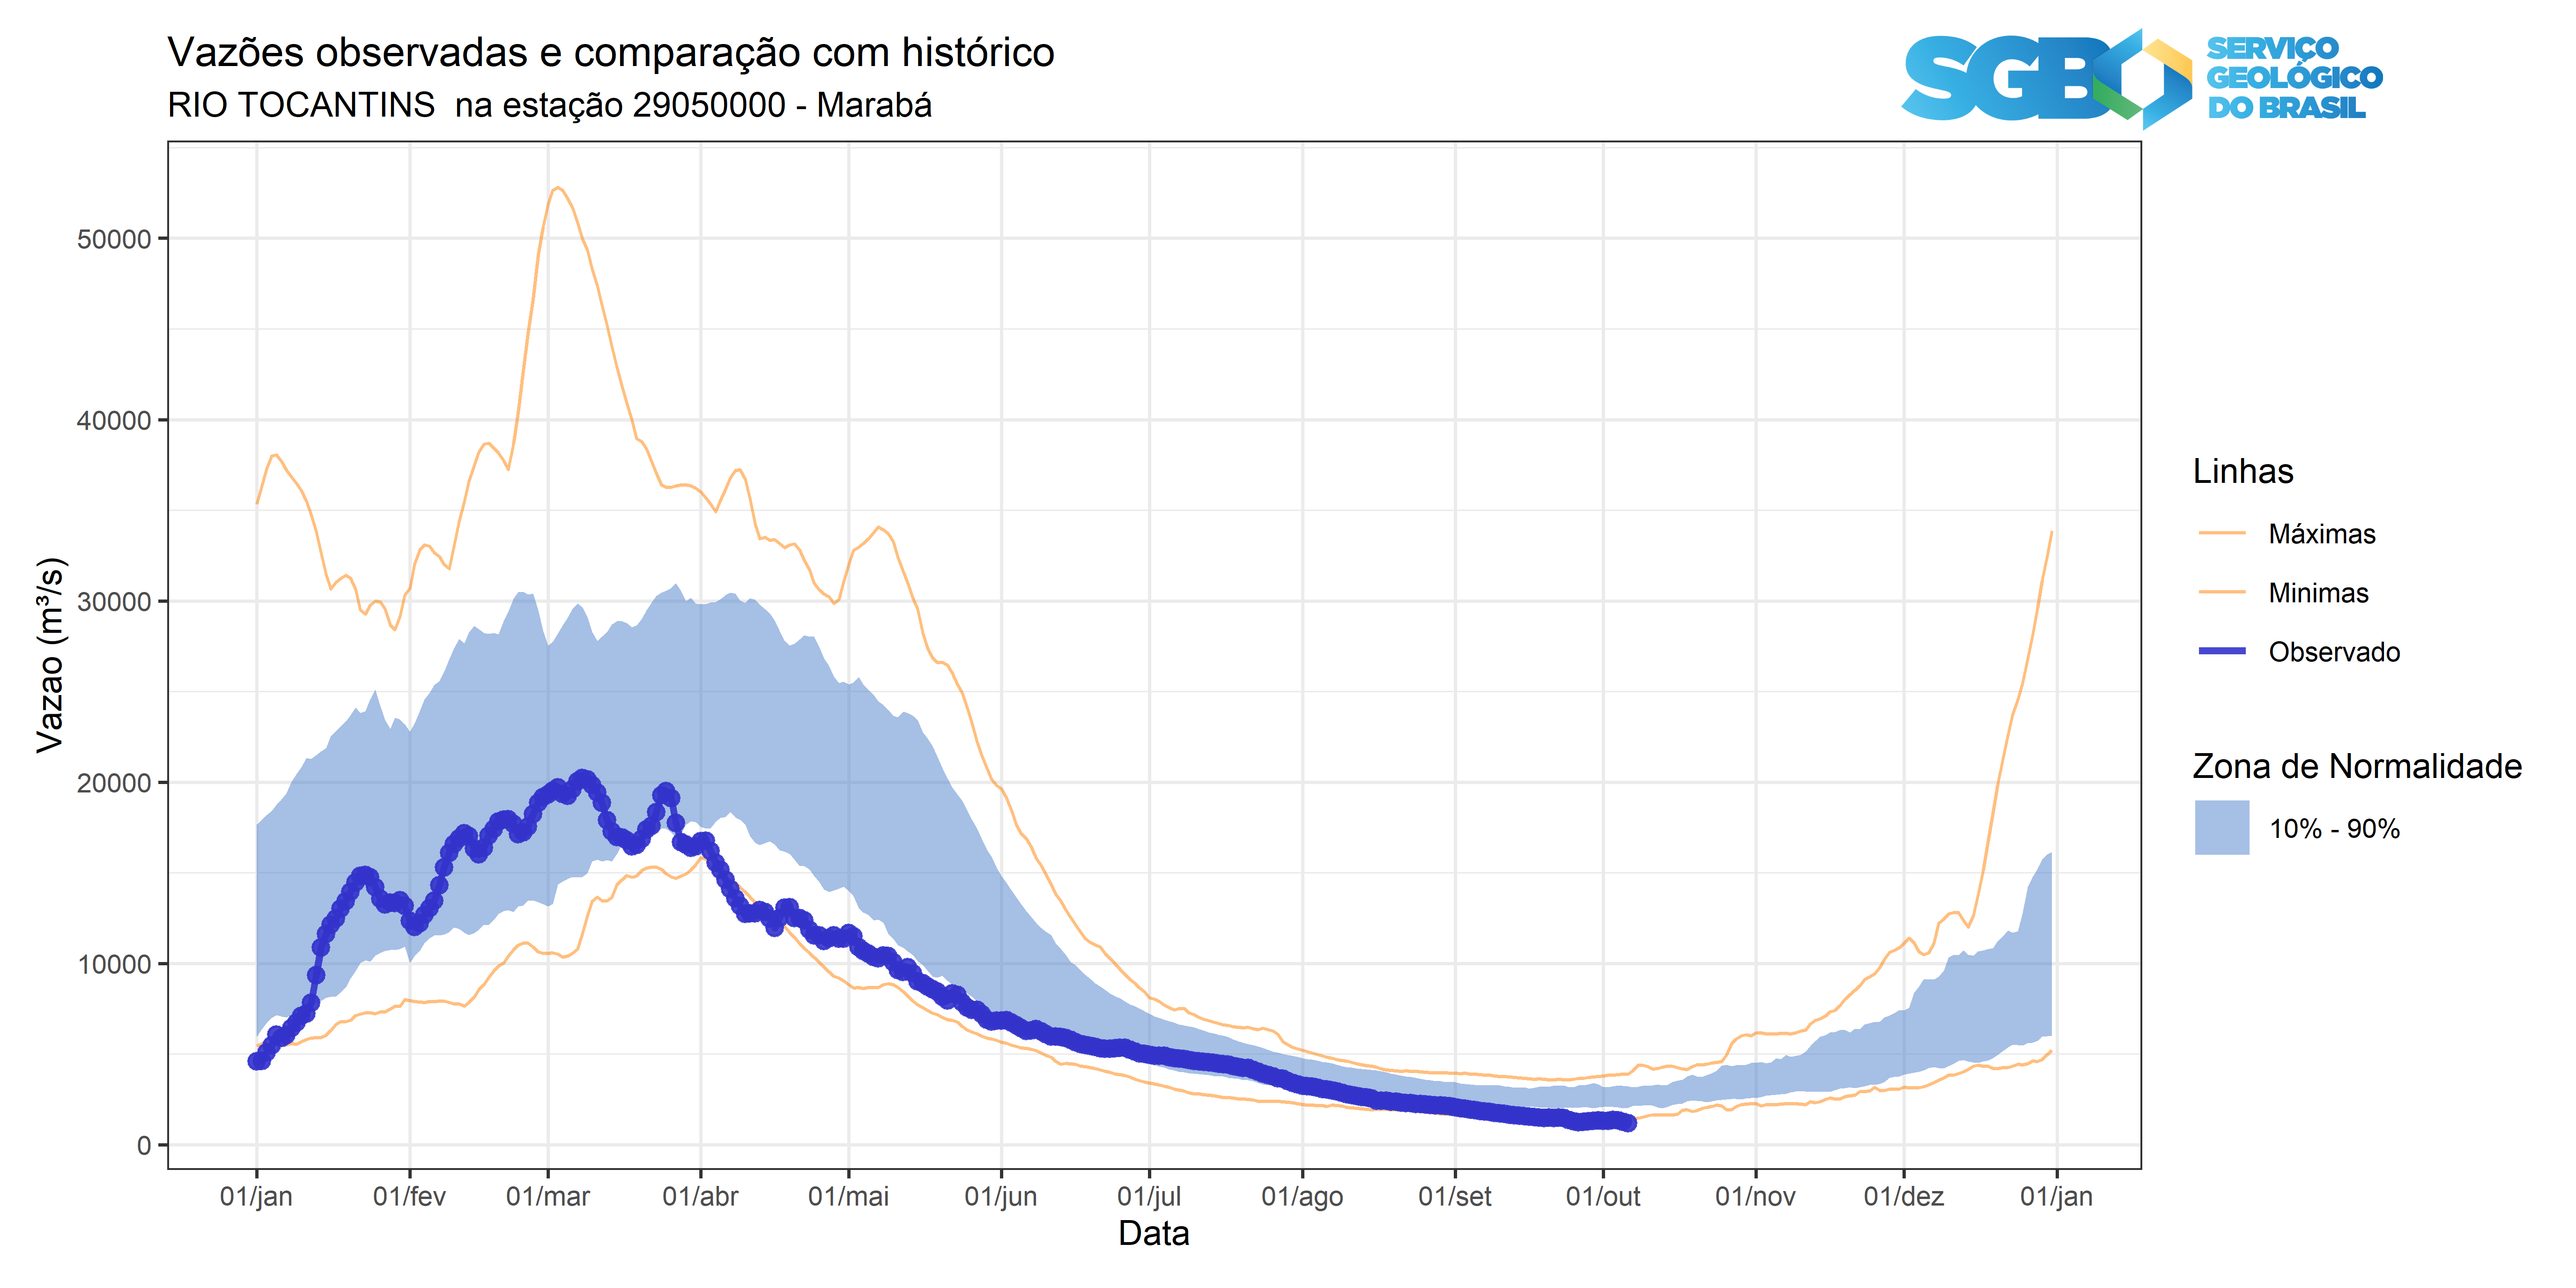 Vazões observadas e comparação com histórico
RIO TOCANTINS  na estação 29050000 - Marabá
SGB
SERVIÇO
GEOLÓGICO
DO BRASIL
Vazao (m³/s)
50000
40000
30000
20000
10000
0
01/jan
01/fev
01/mar
01/abr
01/mai
01/jun
01/jul
01/ago
01/set
01/out
01/nov
01/dez
01/jan
Data
Linhas
Máximas
Minimas
Observado
Zona de Normalidade
10% - 90%